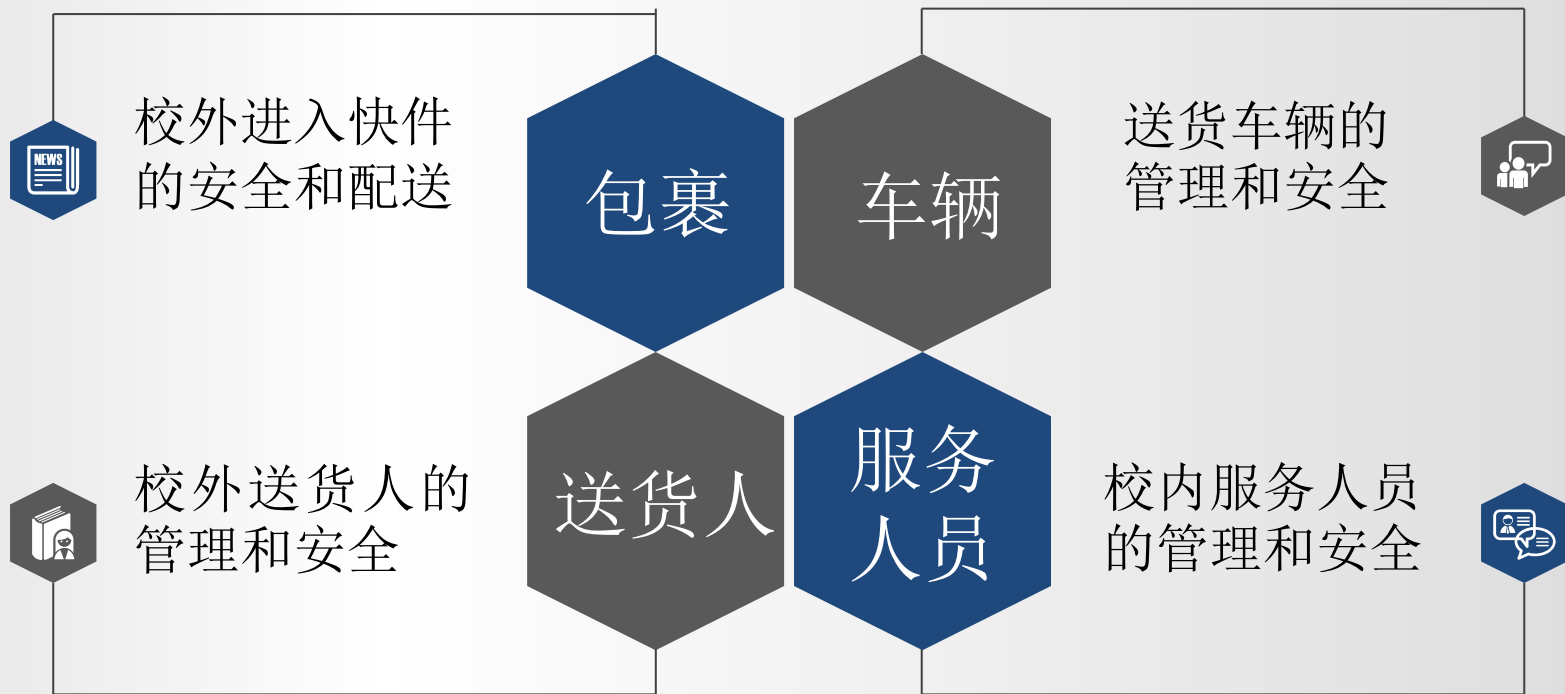 校外进入快件
的安全和配送
NEWS
包裹
车辆
送货车辆的
管理和安全
校外送货人的
管理和安全
送货人
服务
人员
校内服务人员
的管理和安全